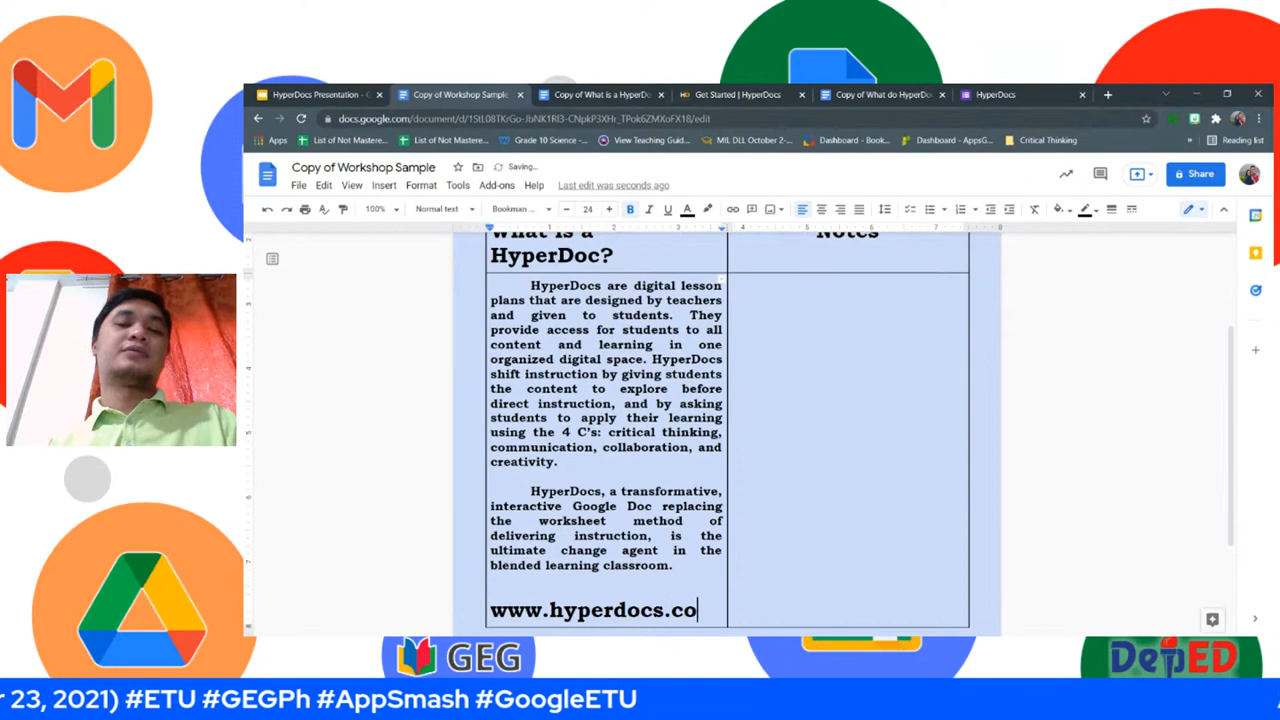 HyperDocs Presentation - G
Copy of Workshop Sample
Copy of What is a HyperDo
Get Started | HyperDocs
Copy of What do HyperDo
HyperDocs
docs.google.com/document/d/1StL08TKrGo-JbNK1Rl3-CNpkP3XHr_TPok6ZMXoFX18/edit
Apps
List of Not Mastere...
List of Not Mastere...
Grade 10 Science -...
View Teaching Guid...
MIL DLL October 2-...
Dashboard - Book...
Dashboard - AppsG...
Critical Thinking
Reading list
Copy of Workshop Sample
Saving...
File Edit View Insert Format Tools Add-ons Help Last edit was seconds ago
Share
100%
Normal text
Bookman ...
24
What is a
HyperDoc?
Notes
HyperDocs are digital lesson
plans that are designed by teachers
and given to students. They
provide access for students to all
content and learning in one
organized digital space. HyperDocs
shift instruction by giving students
the content to explore before
direct instruction, and by asking
students to apply their learning
using the 4 C's: critical thinking,
communication, collaboration, and
creativity.
HyperDocs, a transformative,
interactive Google Doc replacing
the worksheet method of
delivering instruction, is the
ultimate change agent in the
blended learning classroom.
www.hyperdocs.co
GEG
DepED
r 23, 2021) #ETU #GEGPh #AppSmash #GoogleETU